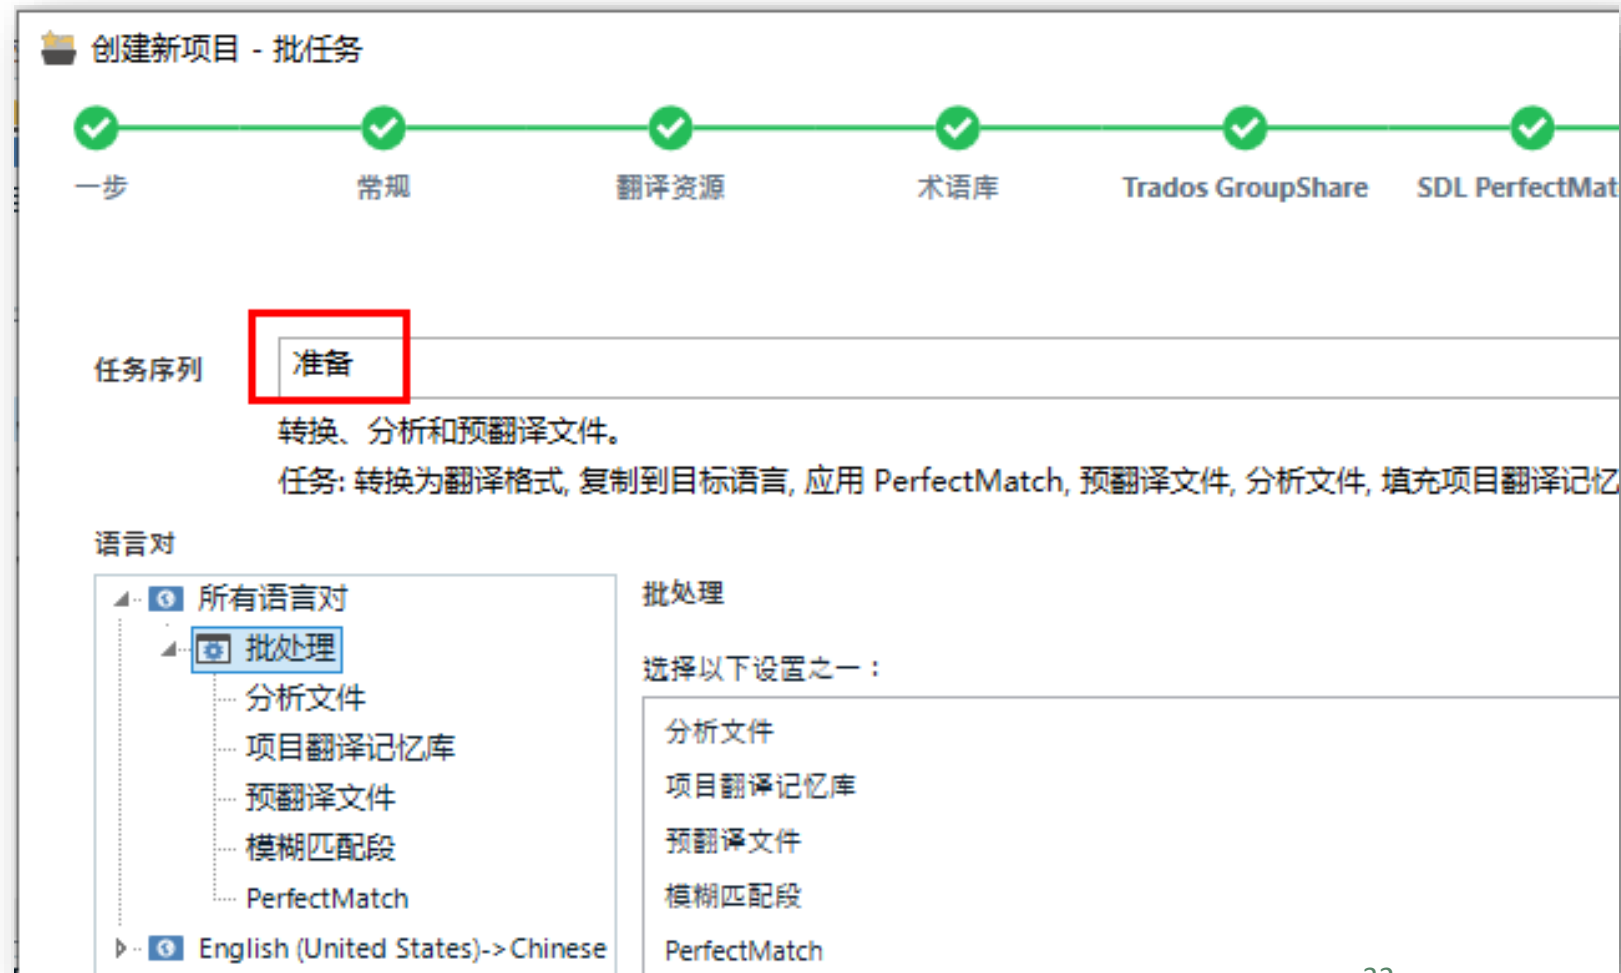 创建新项目 - 批任务
一步 常规 翻译资源 术语库 Trados GroupShare SDL PerfectMat
任务序列 准备
转换、分析和预翻译文件。
任务: 转换为翻译格式, 复制到目标语言, 应用 PerfectMatch, 预翻译文件, 分析文件, 填充项目翻译记忆
语言对
所有语言对
批处理
分析文件
项目翻译记忆库
预翻译文件
模糊匹配段
PerfectMatch
English (United States)->Chinese
批处理
选择以下设置之一：
分析文件
项目翻译记忆库
预翻译文件
模糊匹配段
PerfectMatch